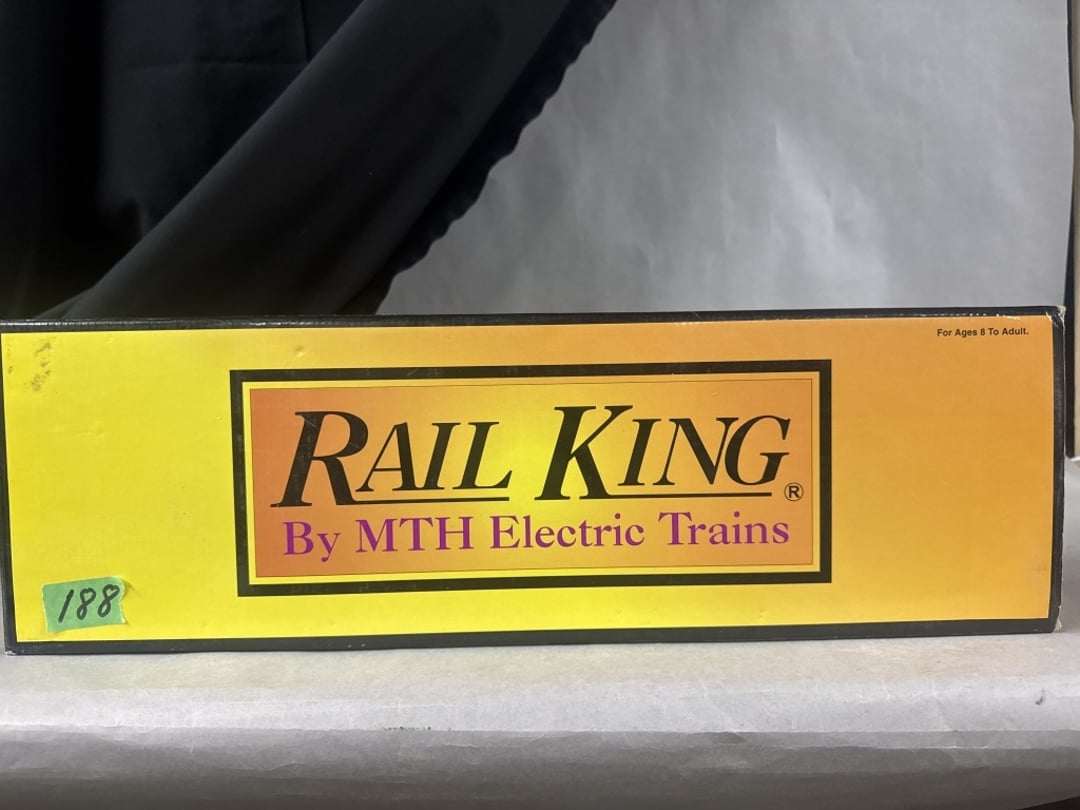 For Ages 8 To Adult.
RAIL KING®
By MTH Electric Trains
188